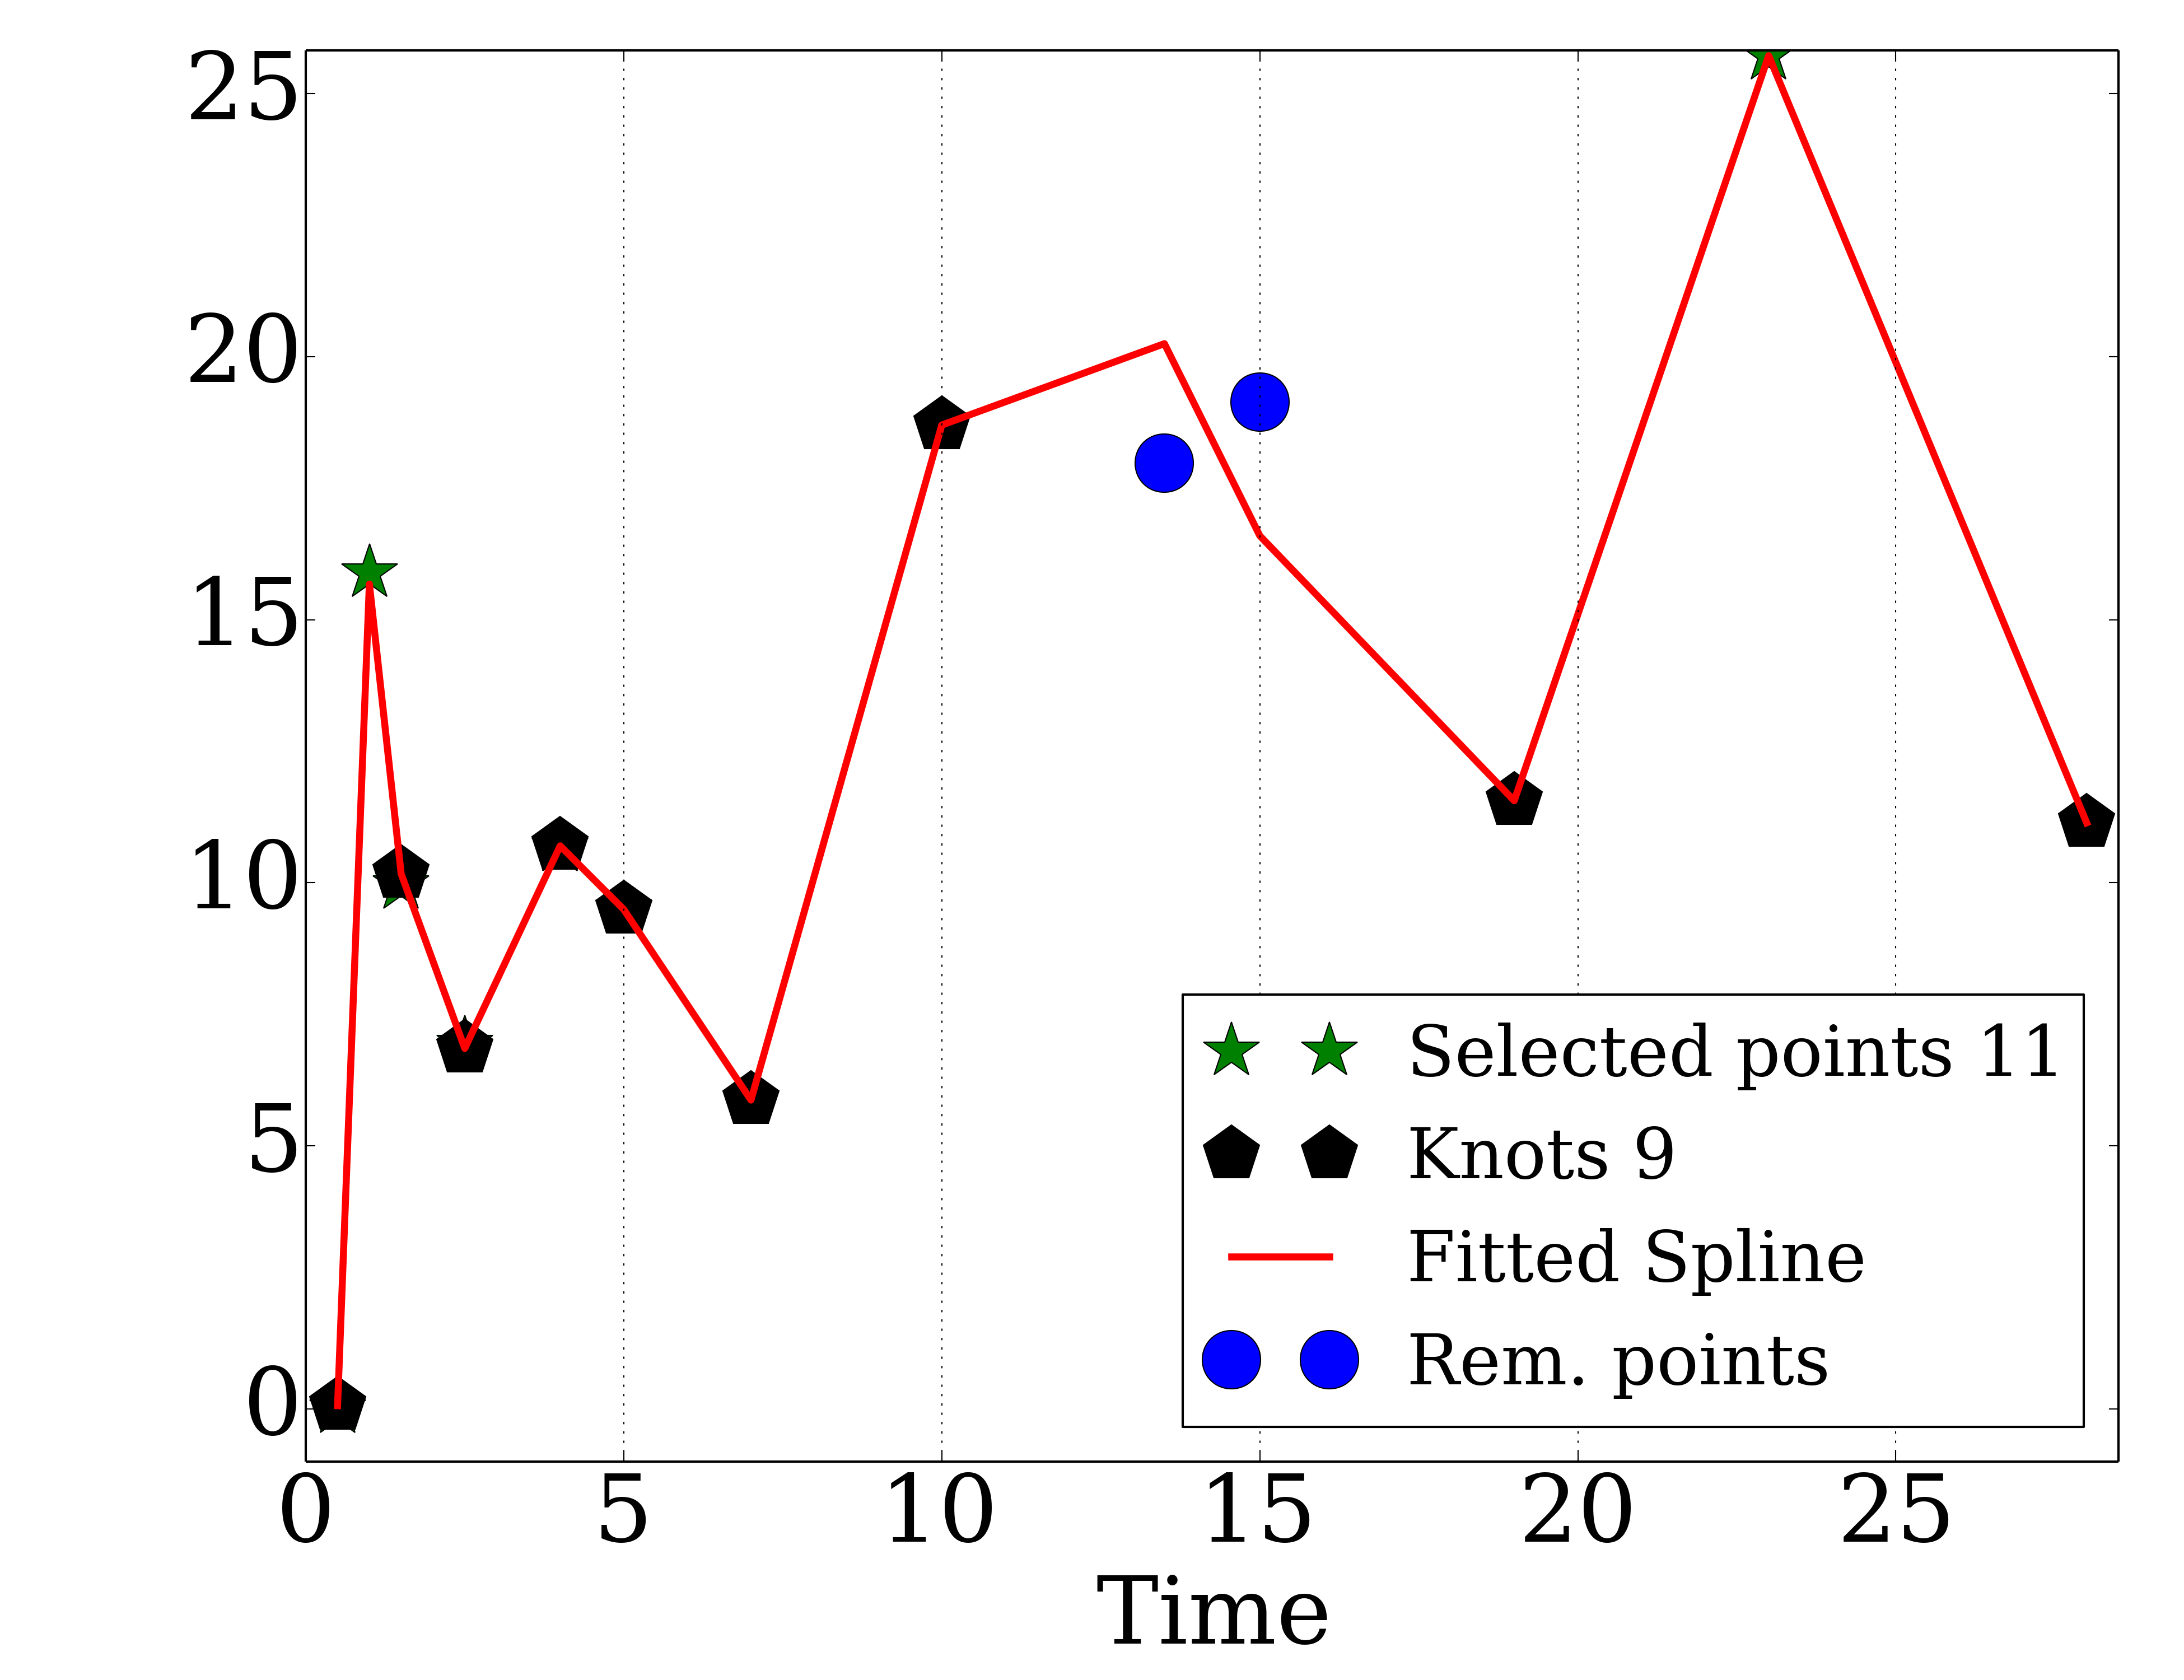 25
20
15
10
5
0
Selected points 11
Knots 9
Fitted Spline
Rem. points
0 5 10 15 20 25
Time